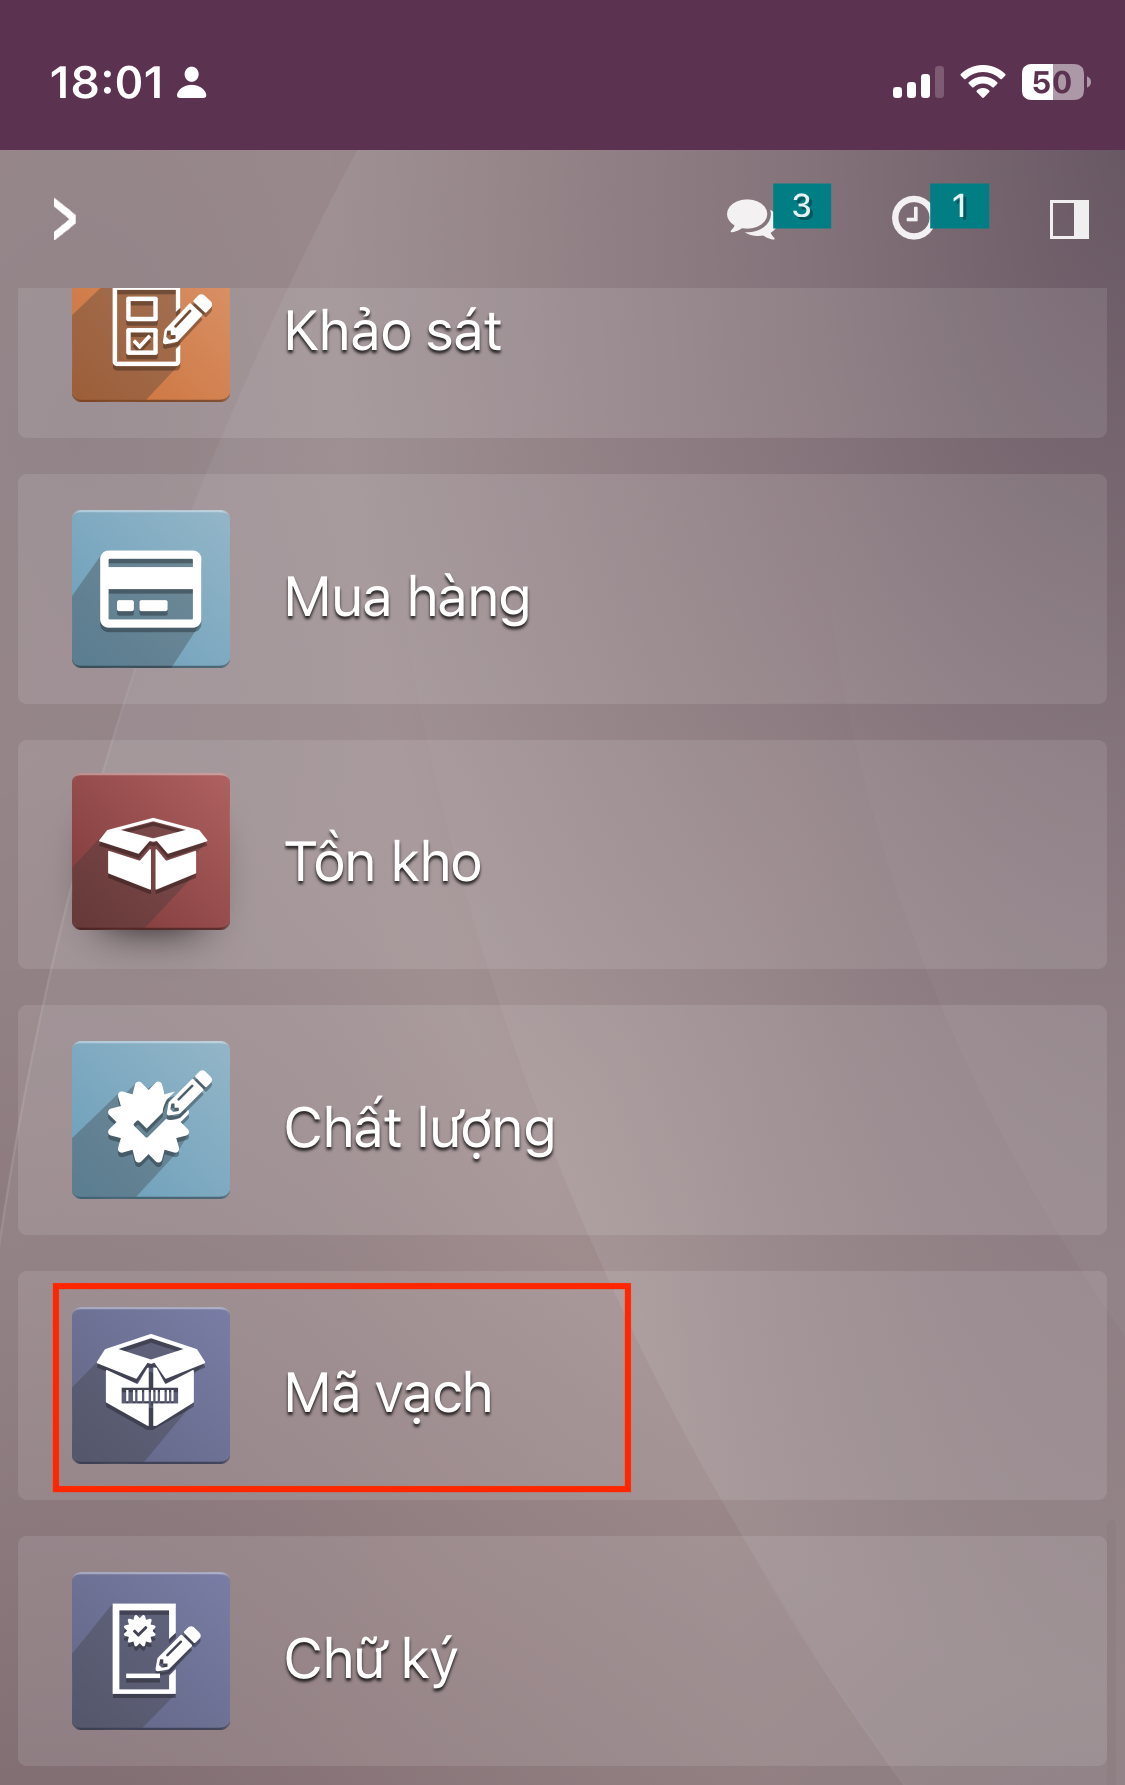 18:01
50
3
1
Khảo sát
Mua hàng
Tồn kho
Chất lượng
Mã vạch
Chữ ký